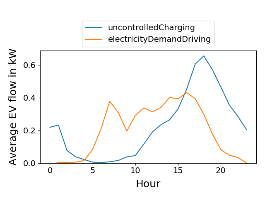 uncontrolledCharging
electricityDemandDriving
Average EV flow in kW
0.6
0.4
0.2
0.0
0 5 10 15 20
Hour